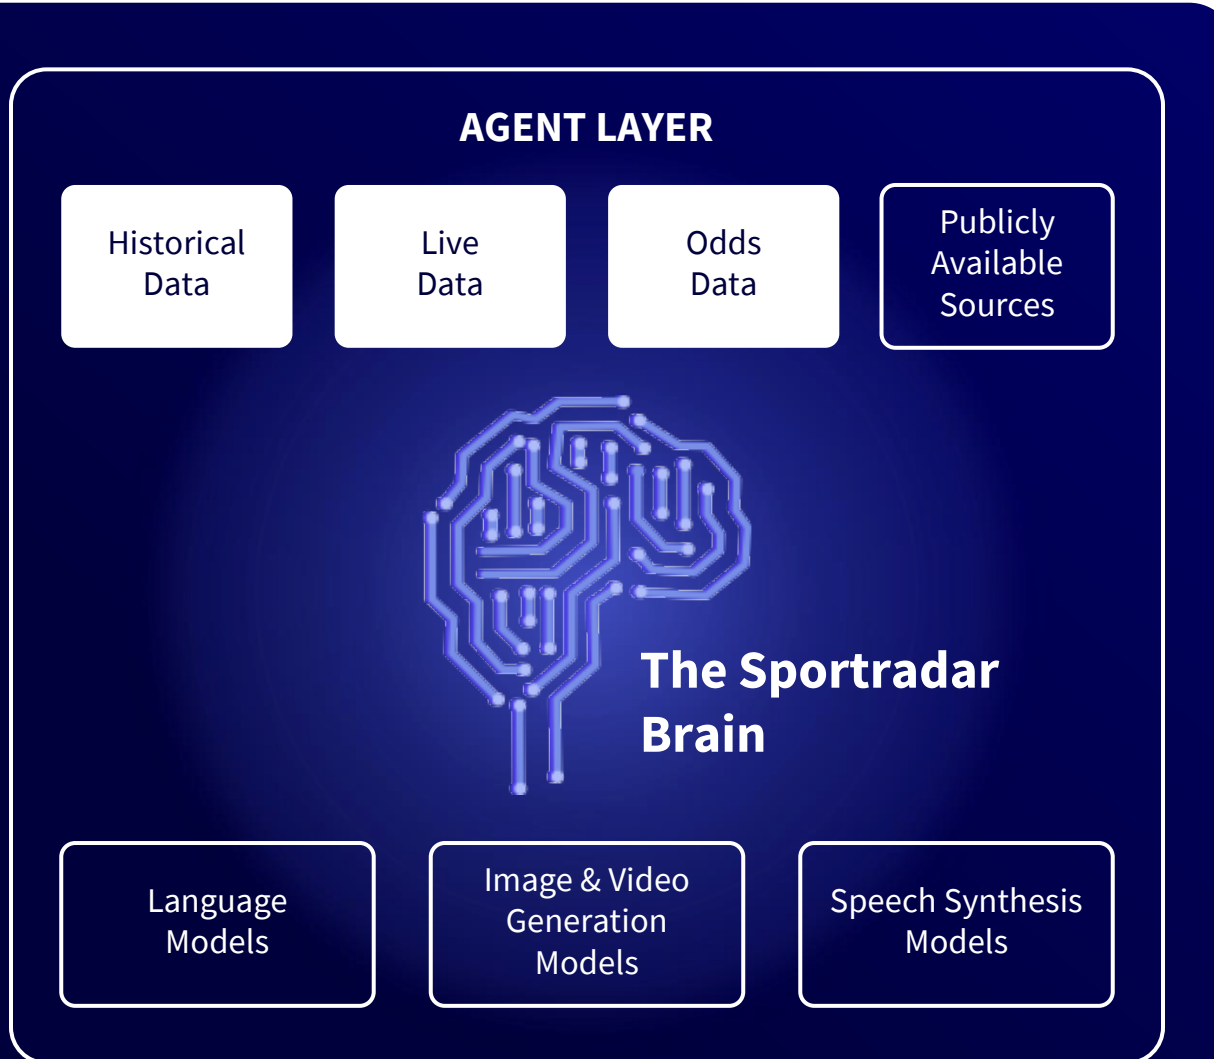 AGENT LAYER
Historical
Data
Live
Data
Odds
Data
Publicly
Available
Sources
The Sportradar
Brain
Language
Models
Image & Video
Generation
Models
Speech Synthesis
Models